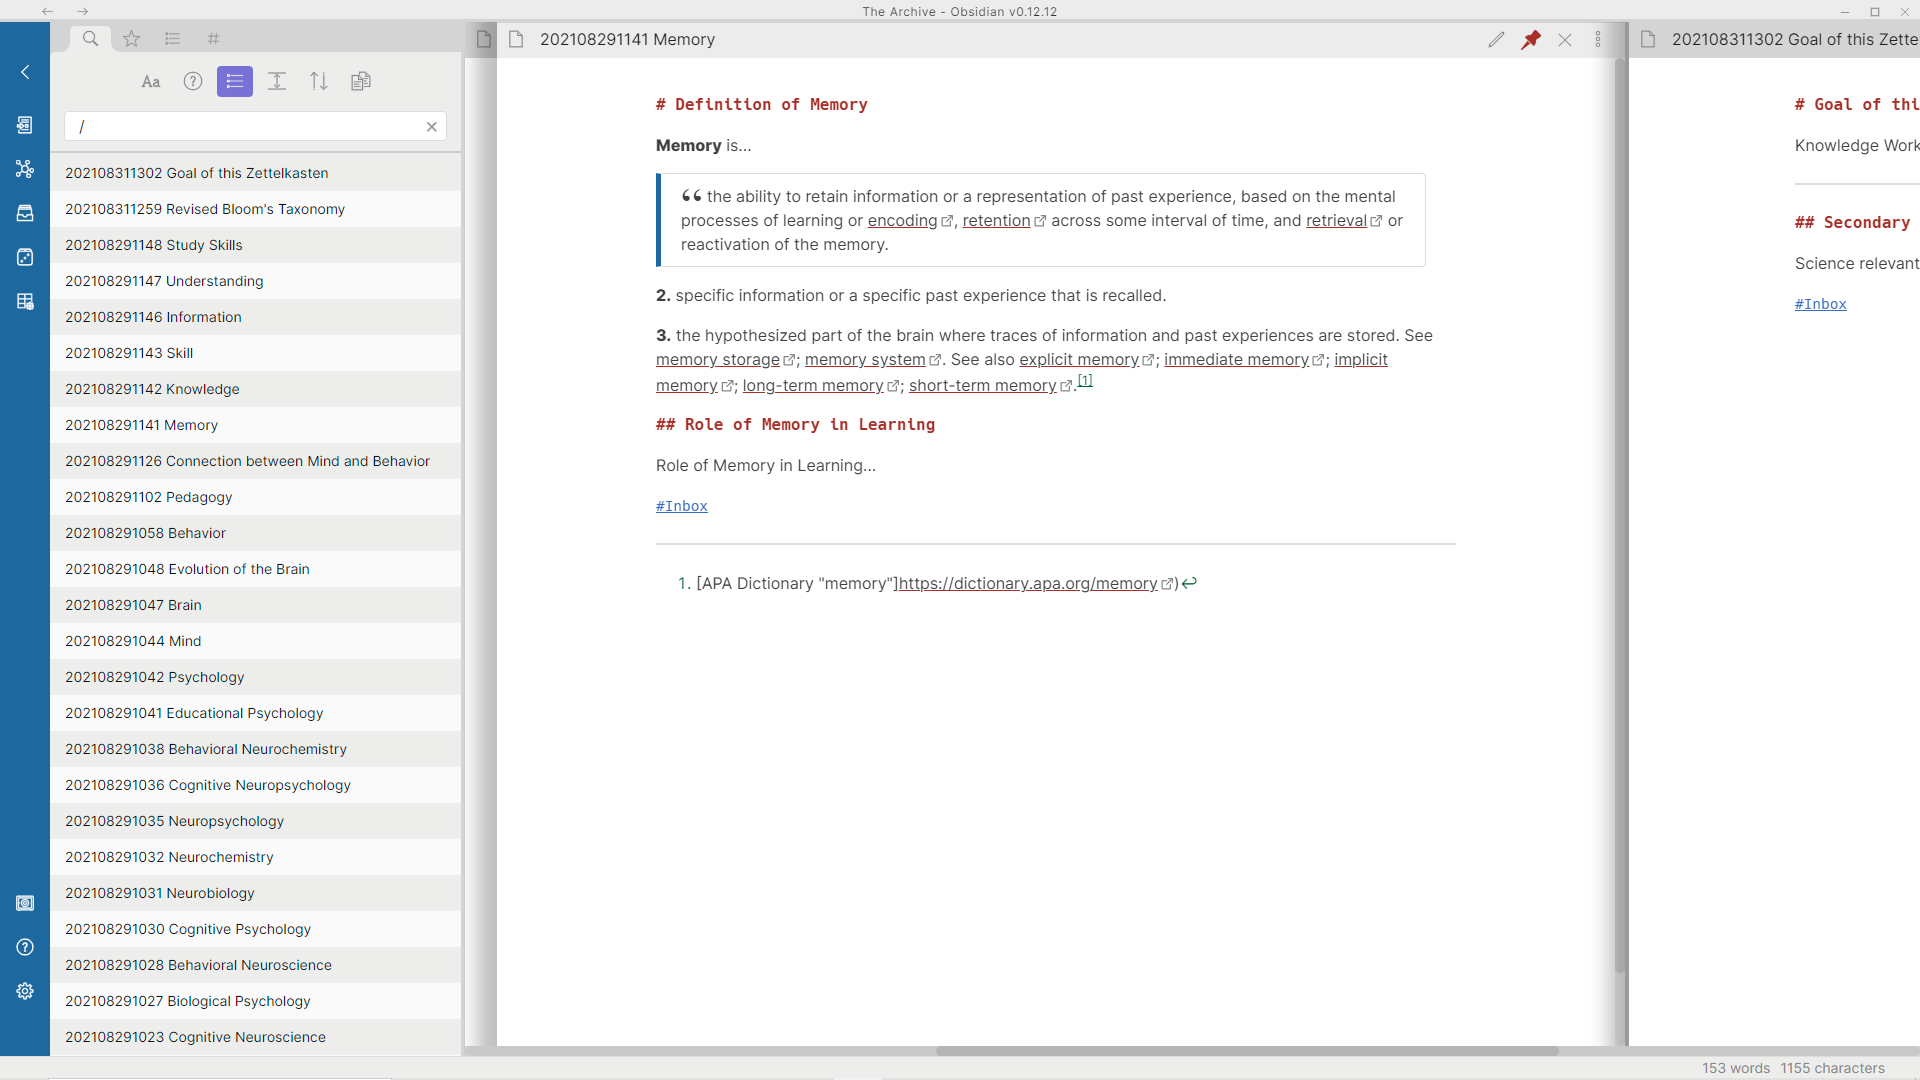 The Archive - Obsidian v0.12.12
Aa
/
202108311302 Goal of this Zettelkasten
202108311259 Revised Bloom's Taxonomy
202108291148 Study Skills
202108291147 Understanding
202108291146 Information
202108291143 Skill
202108291142 Knowledge
202108291141 Memory
202108291126 Connection between Mind and Behavior
202108291102 Pedagogy
202108291058 Behavior
202108291048 Evolution of the Brain
202108291047 Brain
202108291044 Mind
202108291042 Psychology
202108291041 Educational Psychology
202108291038 Behavioral Neurochemistry
202108291036 Cognitive Neuropsychology
202108291035 Neuropsychology
202108291032 Neurochemistry
202108291031 Neurobiology
202108291030 Cognitive Psychology
202108291028 Behavioral Neuroscience
202108291027 Biological Psychology
202108291023 Cognitive Neuroscience
202108291141 Memory
# Definition of Memory
Memory is…
“ the ability to retain information or a representation of past experience, based on the mental
processes of learning or encoding, retention across some interval of time, and retrieval or
reactivation of the memory.
2. specific information or a specific past experience that is recalled.
3. the hypothesized part of the brain where traces of information and past experiences are stored. See
memory storage; memory system. See also explicit memory; immediate memory; implicit
memory; long-term memory; short-term memory.[1]
## Role of Memory in Learning
Role of Memory in Learning…
#Inbox
1. [APA Dictionary "memory"]https://dictionary.apa.org/memory)↩
202108311302 Goal of this Zette
# Goal of thi
Knowledge Work
## Secondary
Science relevant
#Inbox
153 words 1155 characters